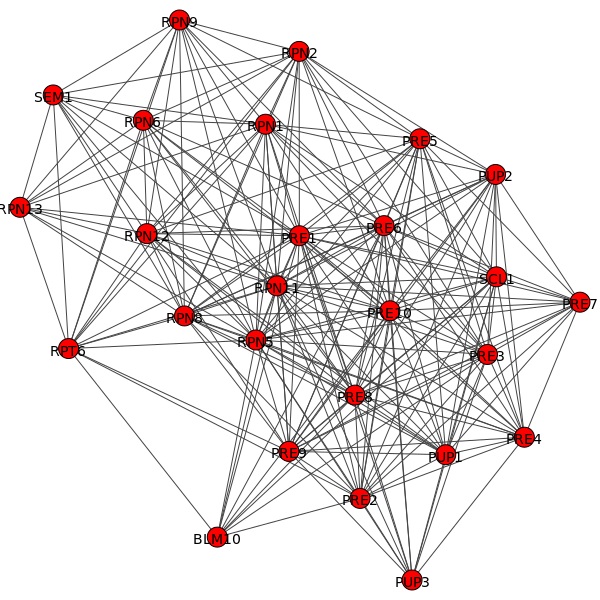 RPN9
RPN2
SEM1
RPN6
RPN1
PRE5
PUP2
RPN13
RPN12
PRE1
PRE6
SCL1
RPN11
PRE7
RPN8
PRE10
RPN5
RPT6
PRE3
PRE8
PRE4
PRE9
PUP1
PRE2
BLM10
PUP3